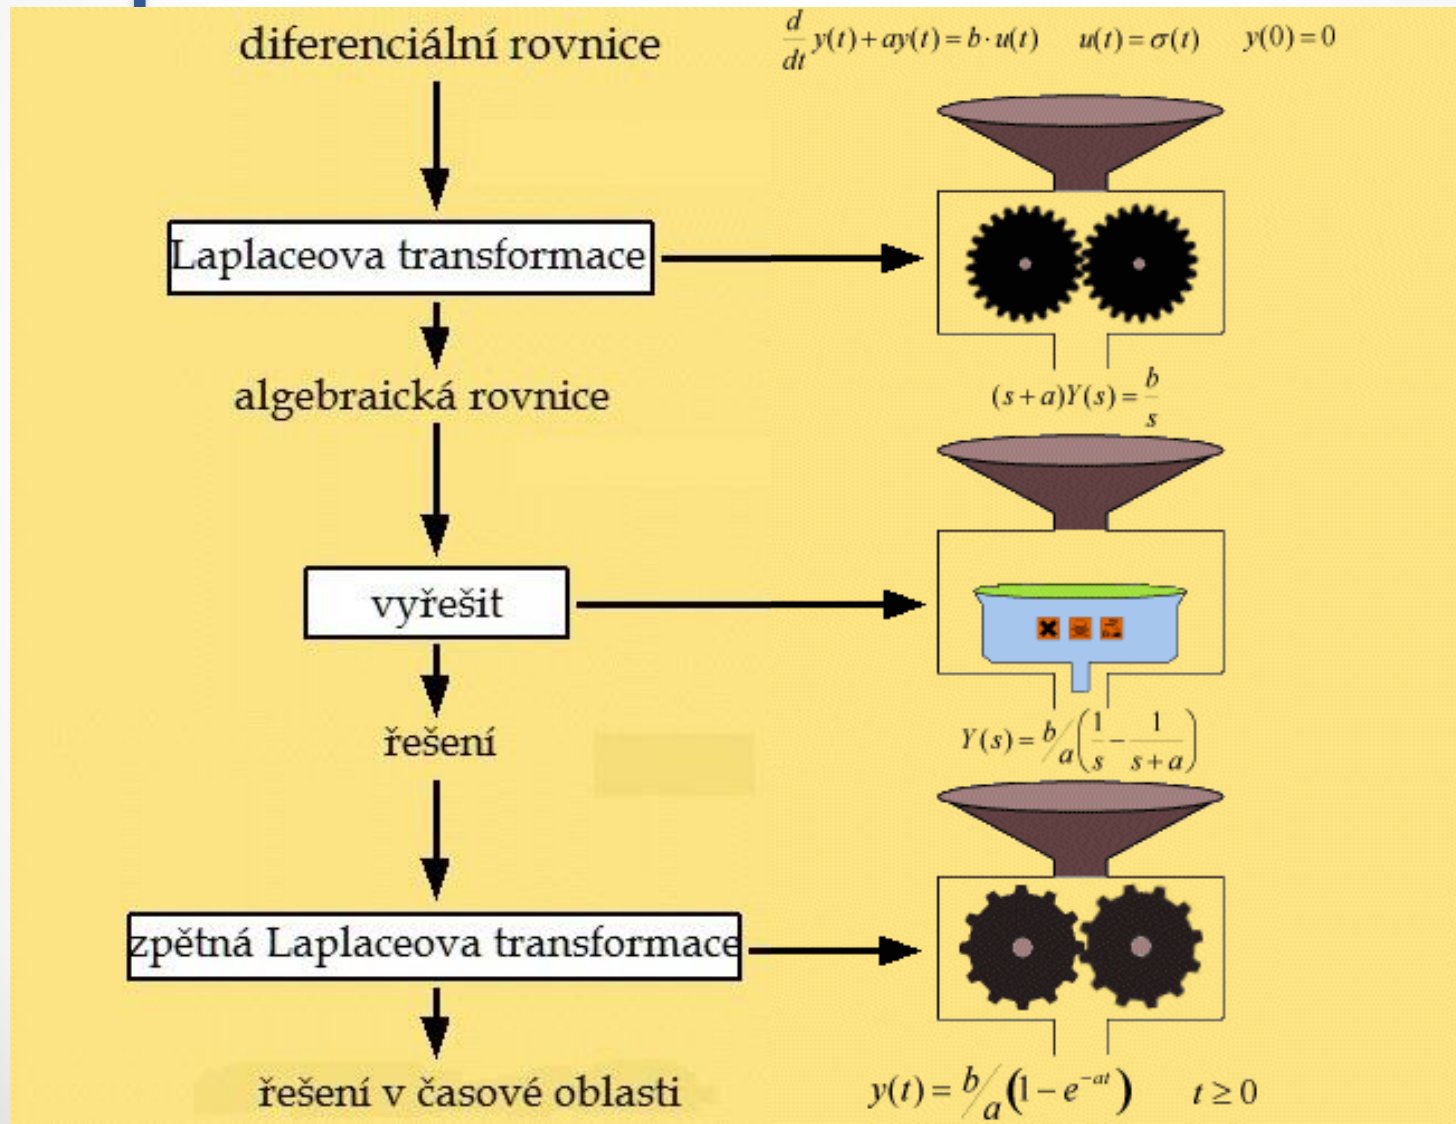 diferenciální rovnice
d/dt y(t) + ay(t) = b · u(t)   u(t) = σ(t)   y(0) = 0
Laplaceova transformace
algebraická rovnice
(s + a)Y(s) = b/s
vyřešit
řešení
Y(s) = b/a (1/s − 1/(s + a))
zpětná Laplaceova transformace
řešení v časové oblasti
y(t) = b/a (1 − e^{−at})   t ≥ 0